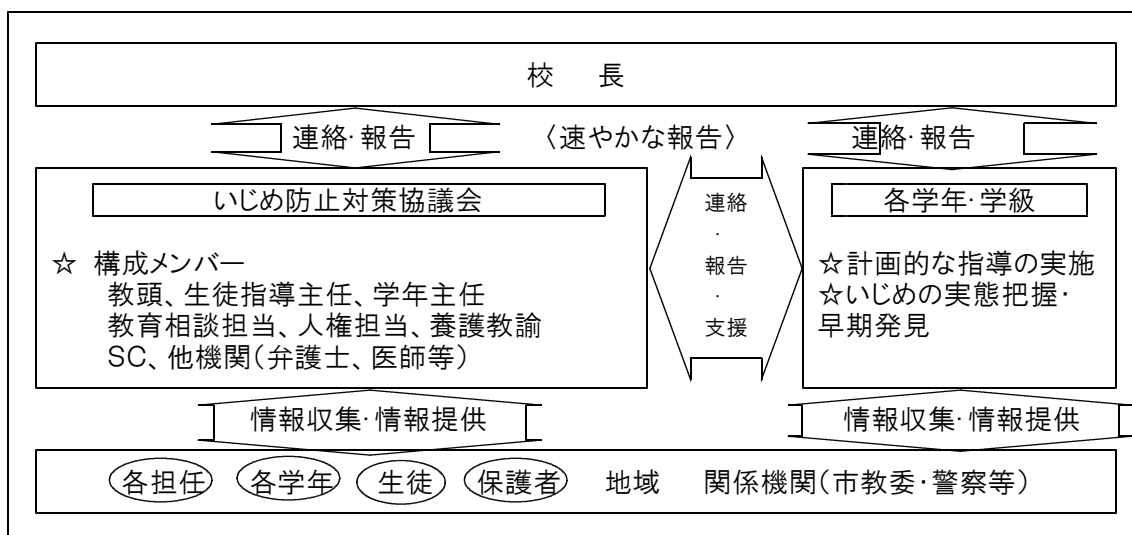 校 長
連絡・報告
〈速やかな報告〉
連絡・報告
いじめ防止対策協議会
☆ 構成メンバー
教頭、生徒指導主任、学年主任
教育相談担当、人権担当、養護教諭
SC、他機関(弁護士、医師等)
連絡
・
報告
・
支援
各学年・学級
☆計画的な指導の実施
☆いじめの実態把握・
早期発見
情報収集・情報提供
情報収集・情報提供
各担任 各学年 生徒 保護者 地域 関係機関(市教委・警察等)